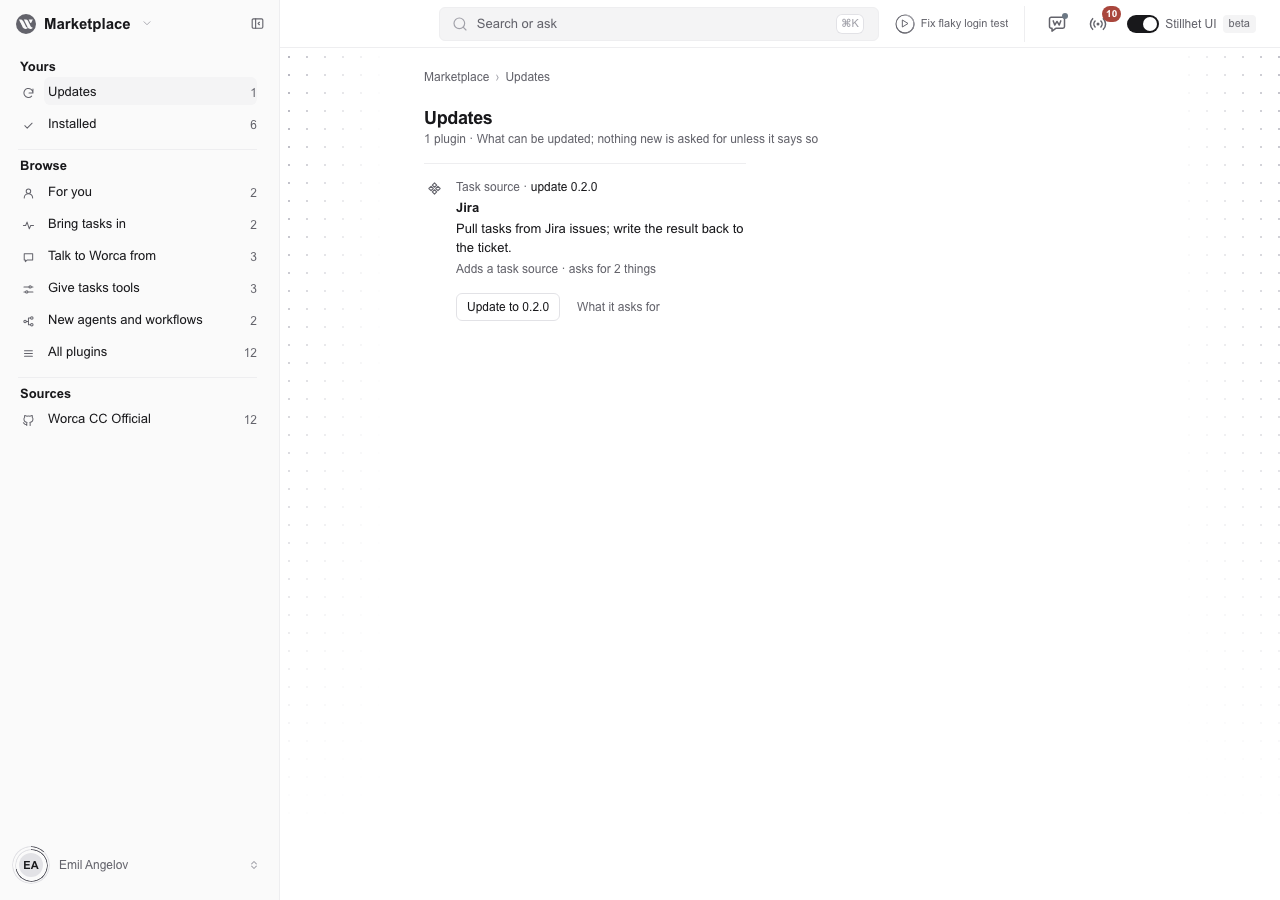 Marketplace
Search or ask
⌘K
Fix flaky login test
10
Stillhet UI
beta
Yours
Updates
1
Installed
6
Browse
For you
2
Bring tasks in
2
Talk to Worca from
3
Give tasks tools
3
New agents and workflows
2
All plugins
12
Sources
Worca CC Official
12
EA
Emil Angelov
Marketplace › Updates
Updates
1 plugin · What can be updated; nothing new is asked for unless it says so
Task source · update 0.2.0
Jira
Pull tasks from Jira issues; write the result back to
the ticket.
Adds a task source · asks for 2 things
Update to 0.2.0
What it asks for